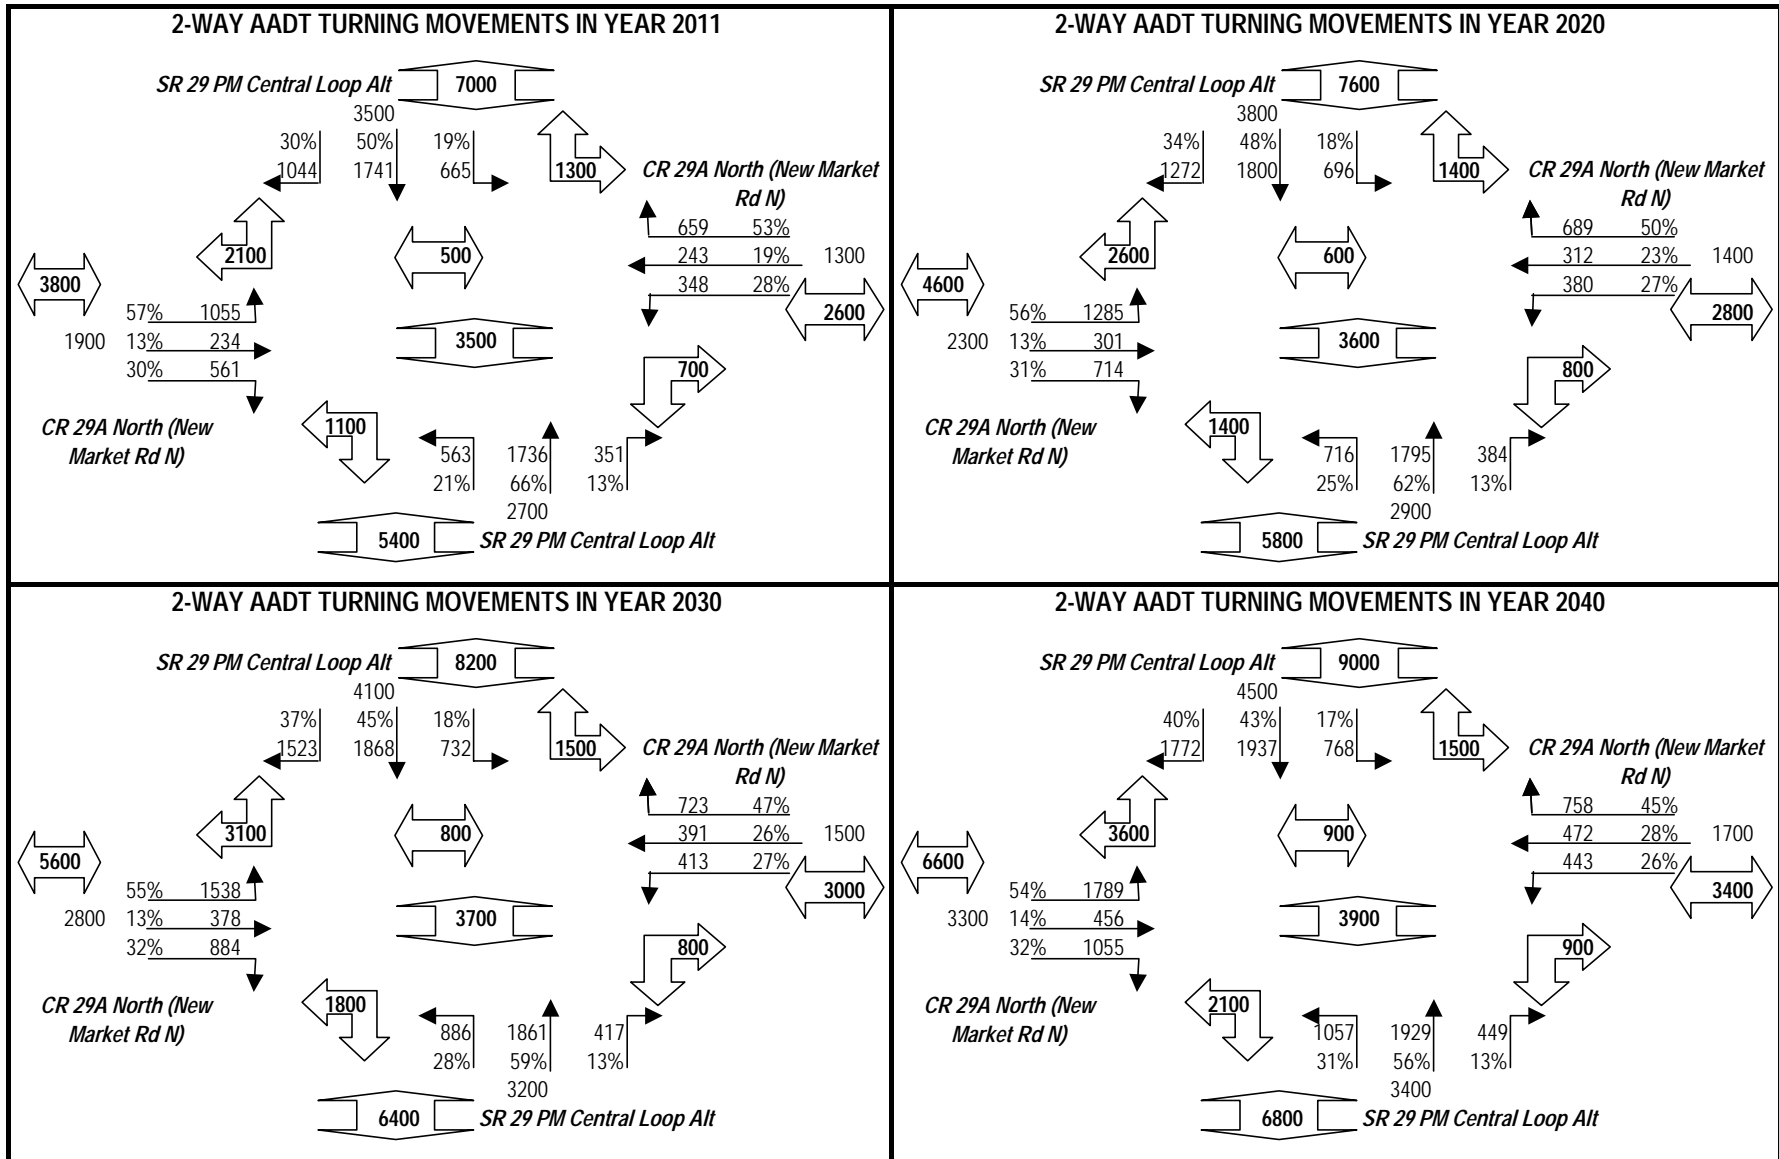 2-WAY AADT TURNING MOVEMENTS IN YEAR 2011
SR 29 PM Central Loop Alt 7000
3500
30% 50% 19%
1044 1741 665 1300 CR 29A North (New Market
Rd N)
659 53%
2100 500 243 19% 1300
3800 348 28%
57% 1055 2600
1900 13% 234 3500
30% 561 700
CR 29A North (New 1100
Market Rd N) 563 1736 351
21% 66% 13%
2700
5400 SR 29 PM Central Loop Alt
2-WAY AADT TURNING MOVEMENTS IN YEAR 2020
SR 29 PM Central Loop Alt 7600
3800
34% 48% 18%
1272 1800 696 1400 CR 29A North (New Market
Rd N)
689 50%
2600 600 312 23% 1400
4600 380 27%
56% 1285 2800
2300 13% 301 3600
31% 714 800
CR 29A North (New 1400
Market Rd N) 716 1795 384
25% 62% 13%
2900
5800 SR 29 PM Central Loop Alt
2-WAY AADT TURNING MOVEMENTS IN YEAR 2030
SR 29 PM Central Loop Alt 8200
4100
37% 45% 18%
1523 1868 732 1500 CR 29A North (New Market
Rd N)
723 47%
3100 800 391 26% 1500
5600 413 27%
55% 1538 3000
2800 13% 378 3700
32% 884 800
CR 29A North (New 1800
Market Rd N) 886 1861 417
28% 59% 13%
3200
6400 SR 29 PM Central Loop Alt
2-WAY AADT TURNING MOVEMENTS IN YEAR 2040
SR 29 PM Central Loop Alt 9000
4500
40% 43% 17%
1772 1937 768 1500 CR 29A North (New Market
Rd N)
758 45%
3600 900 472 28% 1700
6600 443 26%
54% 1789 3400
3300 14% 456 3900
32% 1055 900
CR 29A North (New 2100
Market Rd N) 1057 1929 449
31% 56% 13%
3400
6800 SR 29 PM Central Loop Alt